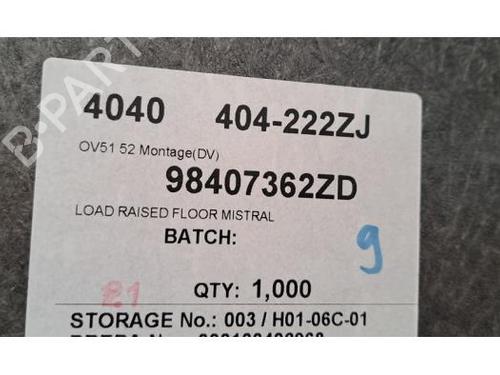 4040 404-222ZJ
OV51 52 Montage(DV)
98407362ZD
LOAD RAISED FLOOR MISTRAL
BATCH:
9
21 QTY: 1,000
STORAGE No.: 003 / H01-06C-01